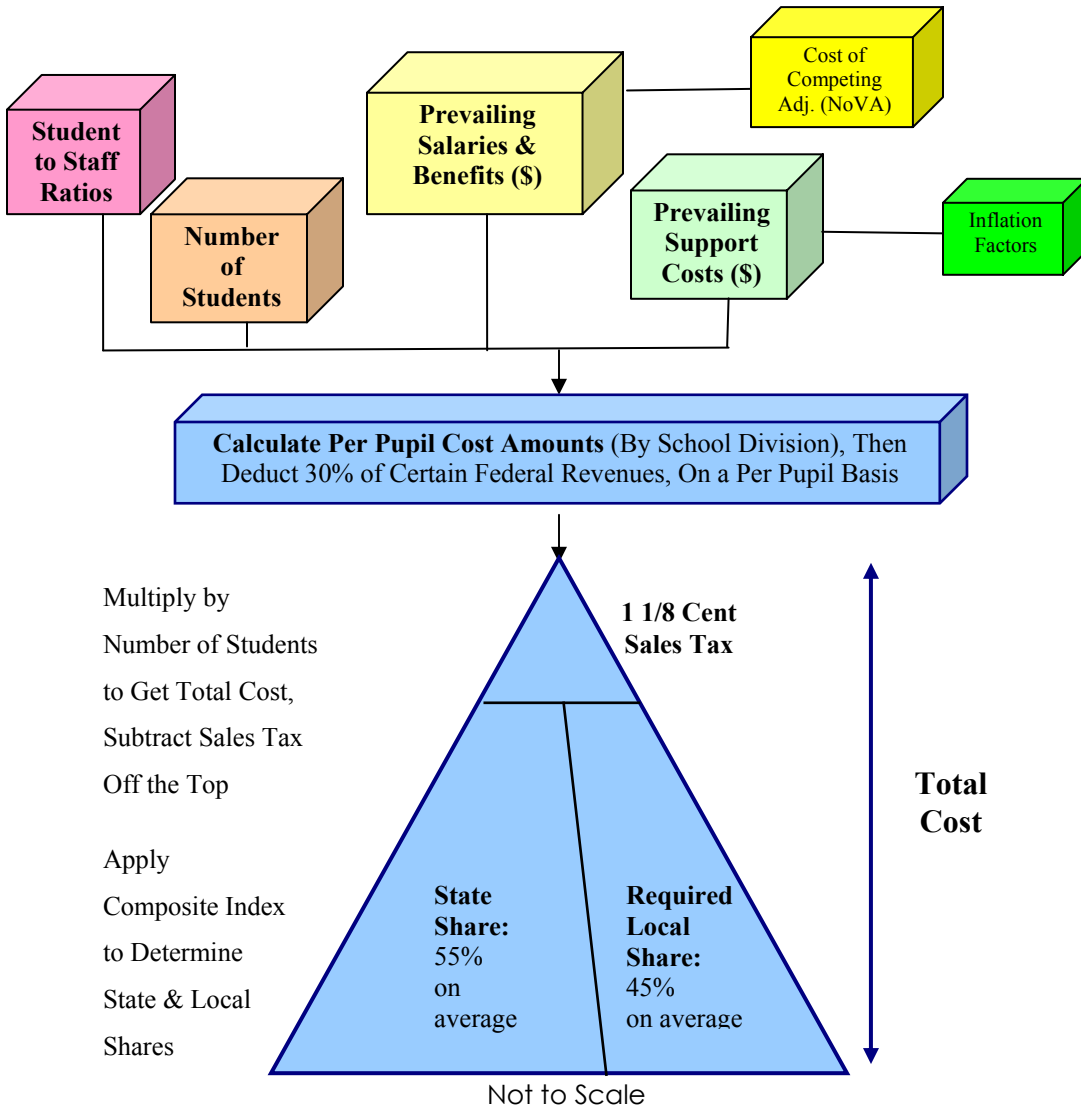 Cost of
Competing
Adj. (NoVA)
Student
to Staff
Ratios
Prevailing
Salaries &
Benefits ($)
Number
of
Students
Prevailing
Support
Costs ($)
Inflation
Factors
Calculate Per Pupil Cost Amounts (By School Division), Then
Deduct 30% of Certain Federal Revenues, On a Per Pupil Basis
Multiply by
Number of Students
to Get Total Cost,
Subtract Sales Tax
Off the Top
1 1/8 Cent
Sales Tax
Total
Cost
Apply
Composite Index
to Determine
State & Local
Shares
State
Share:
55%
on
average
Required
Local
Share:
45%
on average
Not to Scale